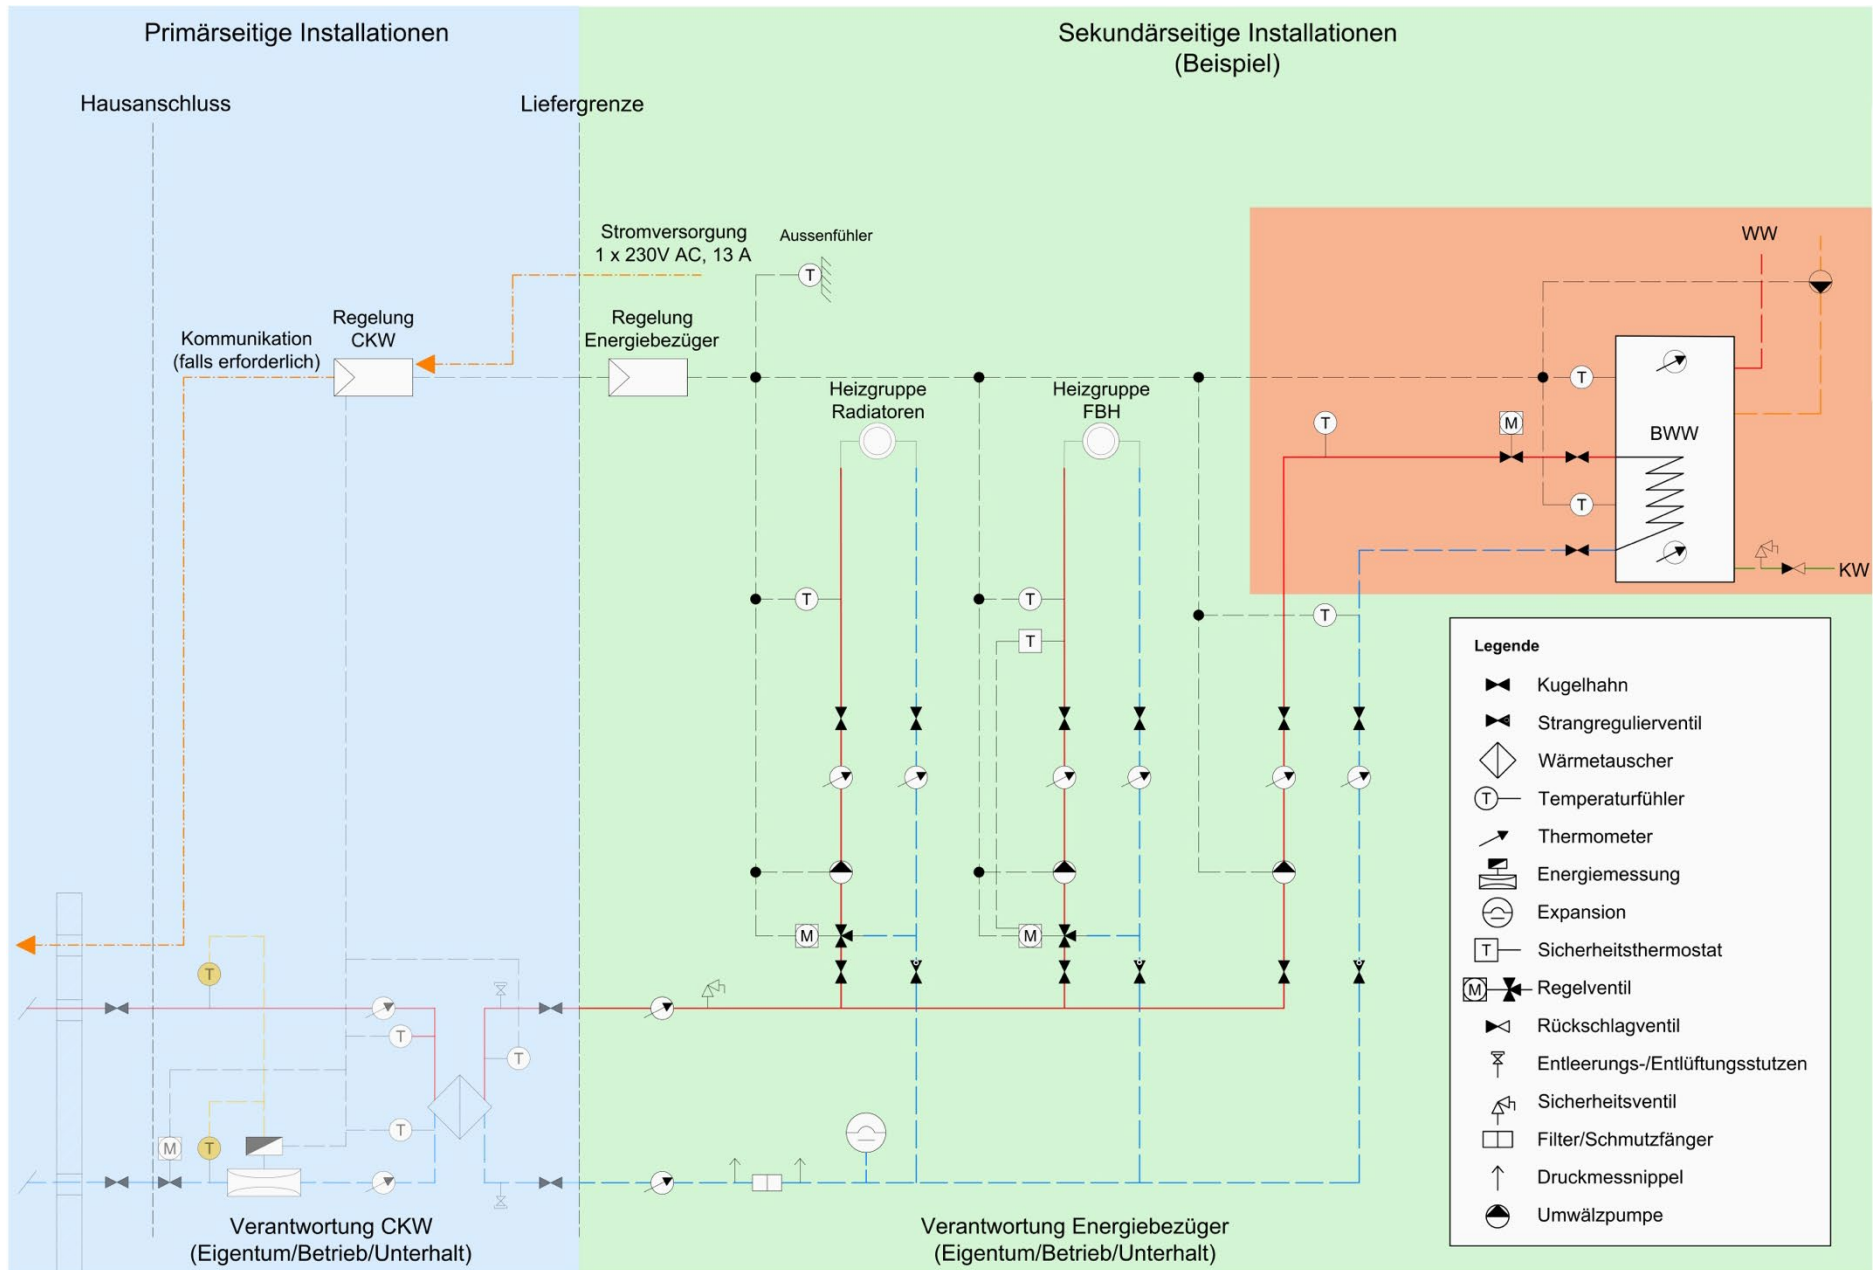 Primärseitige Installationen
Sekundärseitige Installationen
(Beispiel)
Hausanschluss
Liefergrenze
Stromversorgung
1 x 230V AC, 13 A
Aussenfühler
WW
T
Regelung
CKW
Regelung
Energiebezüger
Kommunikation
(falls erforderlich)
Heizgruppe
Radiatoren
Heizgruppe
FBH
T
T
M
BWW
T
KW
T
T
T
T
M
M
T
T
T
T
M
T
Legende
Kugelhahn
Strangregulierventil
Wärmetauscher
T
Temperaturfühler
Thermometer
Energiemessung
Expansion
T
Sicherheitsthermostat
M
Regelventil
Rückschlagventil
Entleerungs-/Entlüftungsstutzen
Sicherheitsventil
Filter/Schmutzfänger
Druckmessnippel
Umwälzpumpe
Verantwortung CKW
(Eigentum/Betrieb/Unterhalt)
Verantwortung Energiebezüger
(Eigentum/Betrieb/Unterhalt)